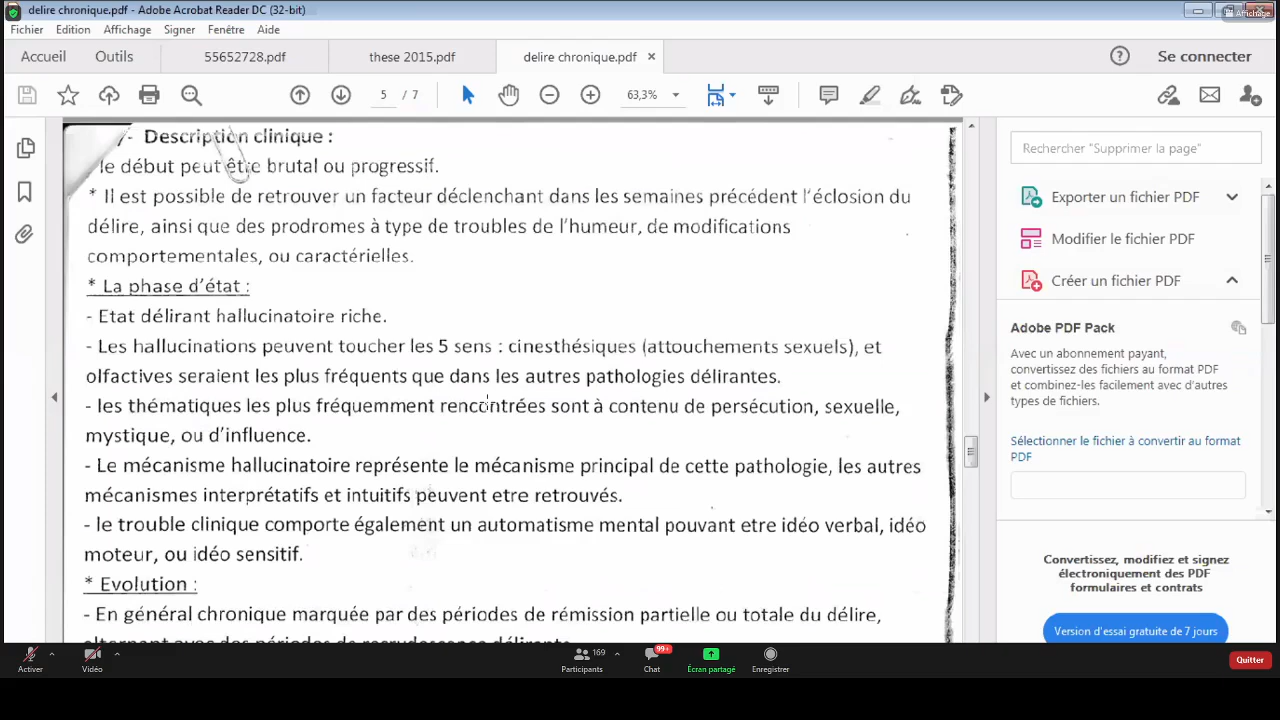 delire chronique.pdf - Adobe Acrobat Reader DC (32-bit)
Affichage
Fichier Edition Affichage Signer Fenêtre Aide
Accueil Outils 55652728.pdf these 2015.pdf delire chronique.pdf × Se connecter
5 / 7 63,3%
- Description clinique :
le début peut être brutal ou progressif.
* Il est possible de retrouver un facteur déclenchant dans les semaines précédent l'éclosion du
délire, ainsi que des prodromes à type de troubles de l'humeur, de modifications
comportementales, ou caractérielles.
* La phase d'état :
- Etat délirant hallucinatoire riche.
- Les hallucinations peuvent toucher les 5 sens : cinesthésiques (attouchements sexuels), et
olfactives seraient les plus fréquents que dans les autres pathologies délirantes.
- les thématiques les plus fréquemment rencontrées sont à contenu de persécution, sexuelle,
mystique, ou d'influence.
- Le mécanisme hallucinatoire représente le mécanisme principal de cette pathologie, les autres
mécanismes interprétatifs et intuitifs peuvent etre retrouvés.
- le trouble clinique comporte également un automatisme mental pouvant etre idéo verbal, idéo
moteur, ou idéo sensitif.
* Evolution :
- En général chronique marquée par des périodes de rémission partielle ou totale du délire,
alternant avec des périodes de recrudescence délirante
Rechercher "Supprimer la page"
Exporter un fichier PDF
Modifier le fichier PDF
Créer un fichier PDF
Adobe PDF Pack
Avec un abonnement payant,
convertissez des fichiers au format PDF
et combinez-les facilement avec d'autres
types de fichiers.
Sélectionner le fichier à convertir au format
PDF
Convertissez, modifiez et signez
électroniquement des PDF
formulaires et contrats
Version d'essai gratuite de 7 jours
169 99+
Activer Vidéo Participants Chat Écran partagé Enregistrer Quitter